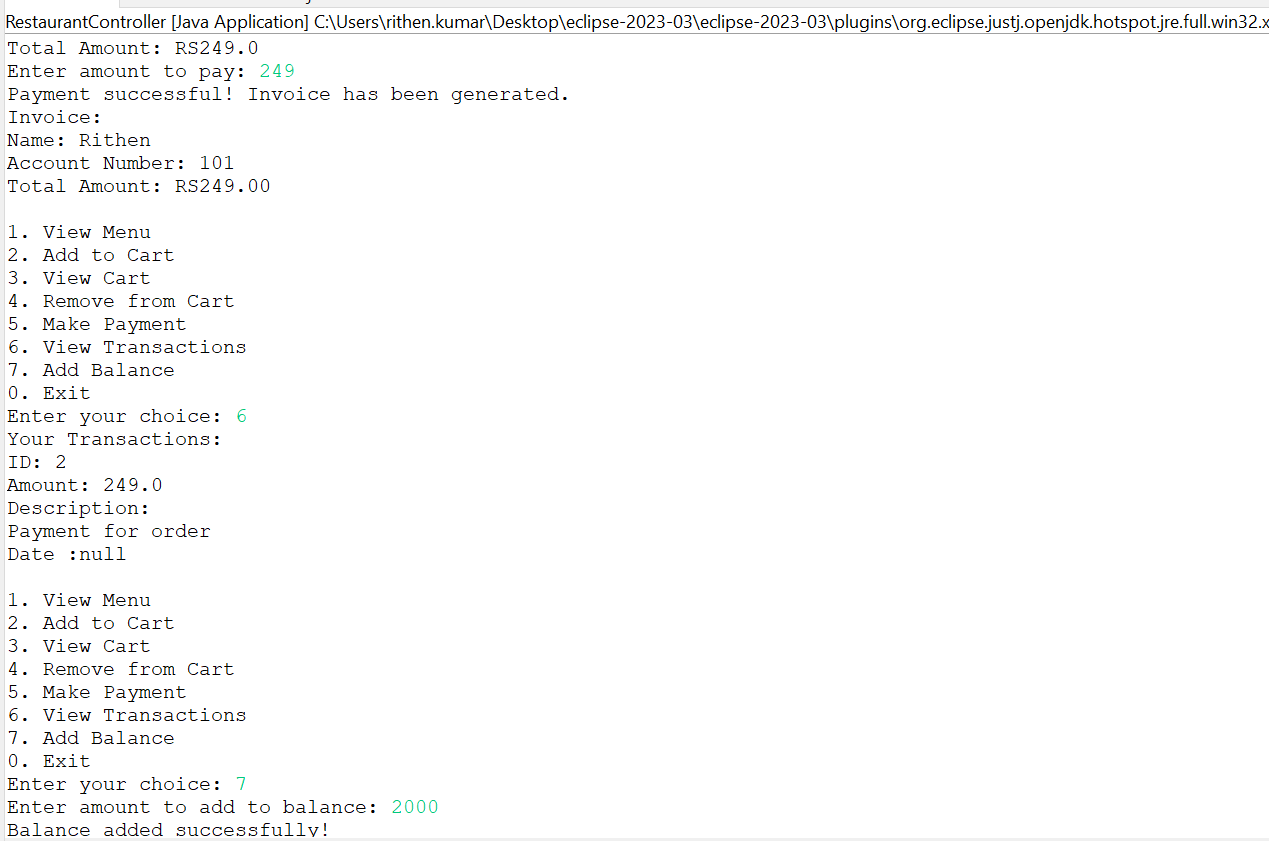 RestaurantController [Java Application] C:\Users\rithen.kumar\Desktop\eclipse-2023-03\eclipse-2023-03\plugins\org.eclipse.justj.openjdk.hotspot.jre.full.win32.x
Total Amount: RS249.0
Enter amount to pay: 249
Payment successful! Invoice has been generated.
Invoice:
Name: Rithen
Account Number: 101
Total Amount: RS249.00
1. View Menu
2. Add to Cart
3. View Cart
4. Remove from Cart
5. Make Payment
6. View Transactions
7. Add Balance
0. Exit
Enter your choice: 6
Your Transactions:
ID: 2
Amount: 249.0
Description:
Payment for order
Date :null
1. View Menu
2. Add to Cart
3. View Cart
4. Remove from Cart
5. Make Payment
6. View Transactions
7. Add Balance
0. Exit
Enter your choice: 7
Enter amount to add to balance: 2000
Balance added successfully!